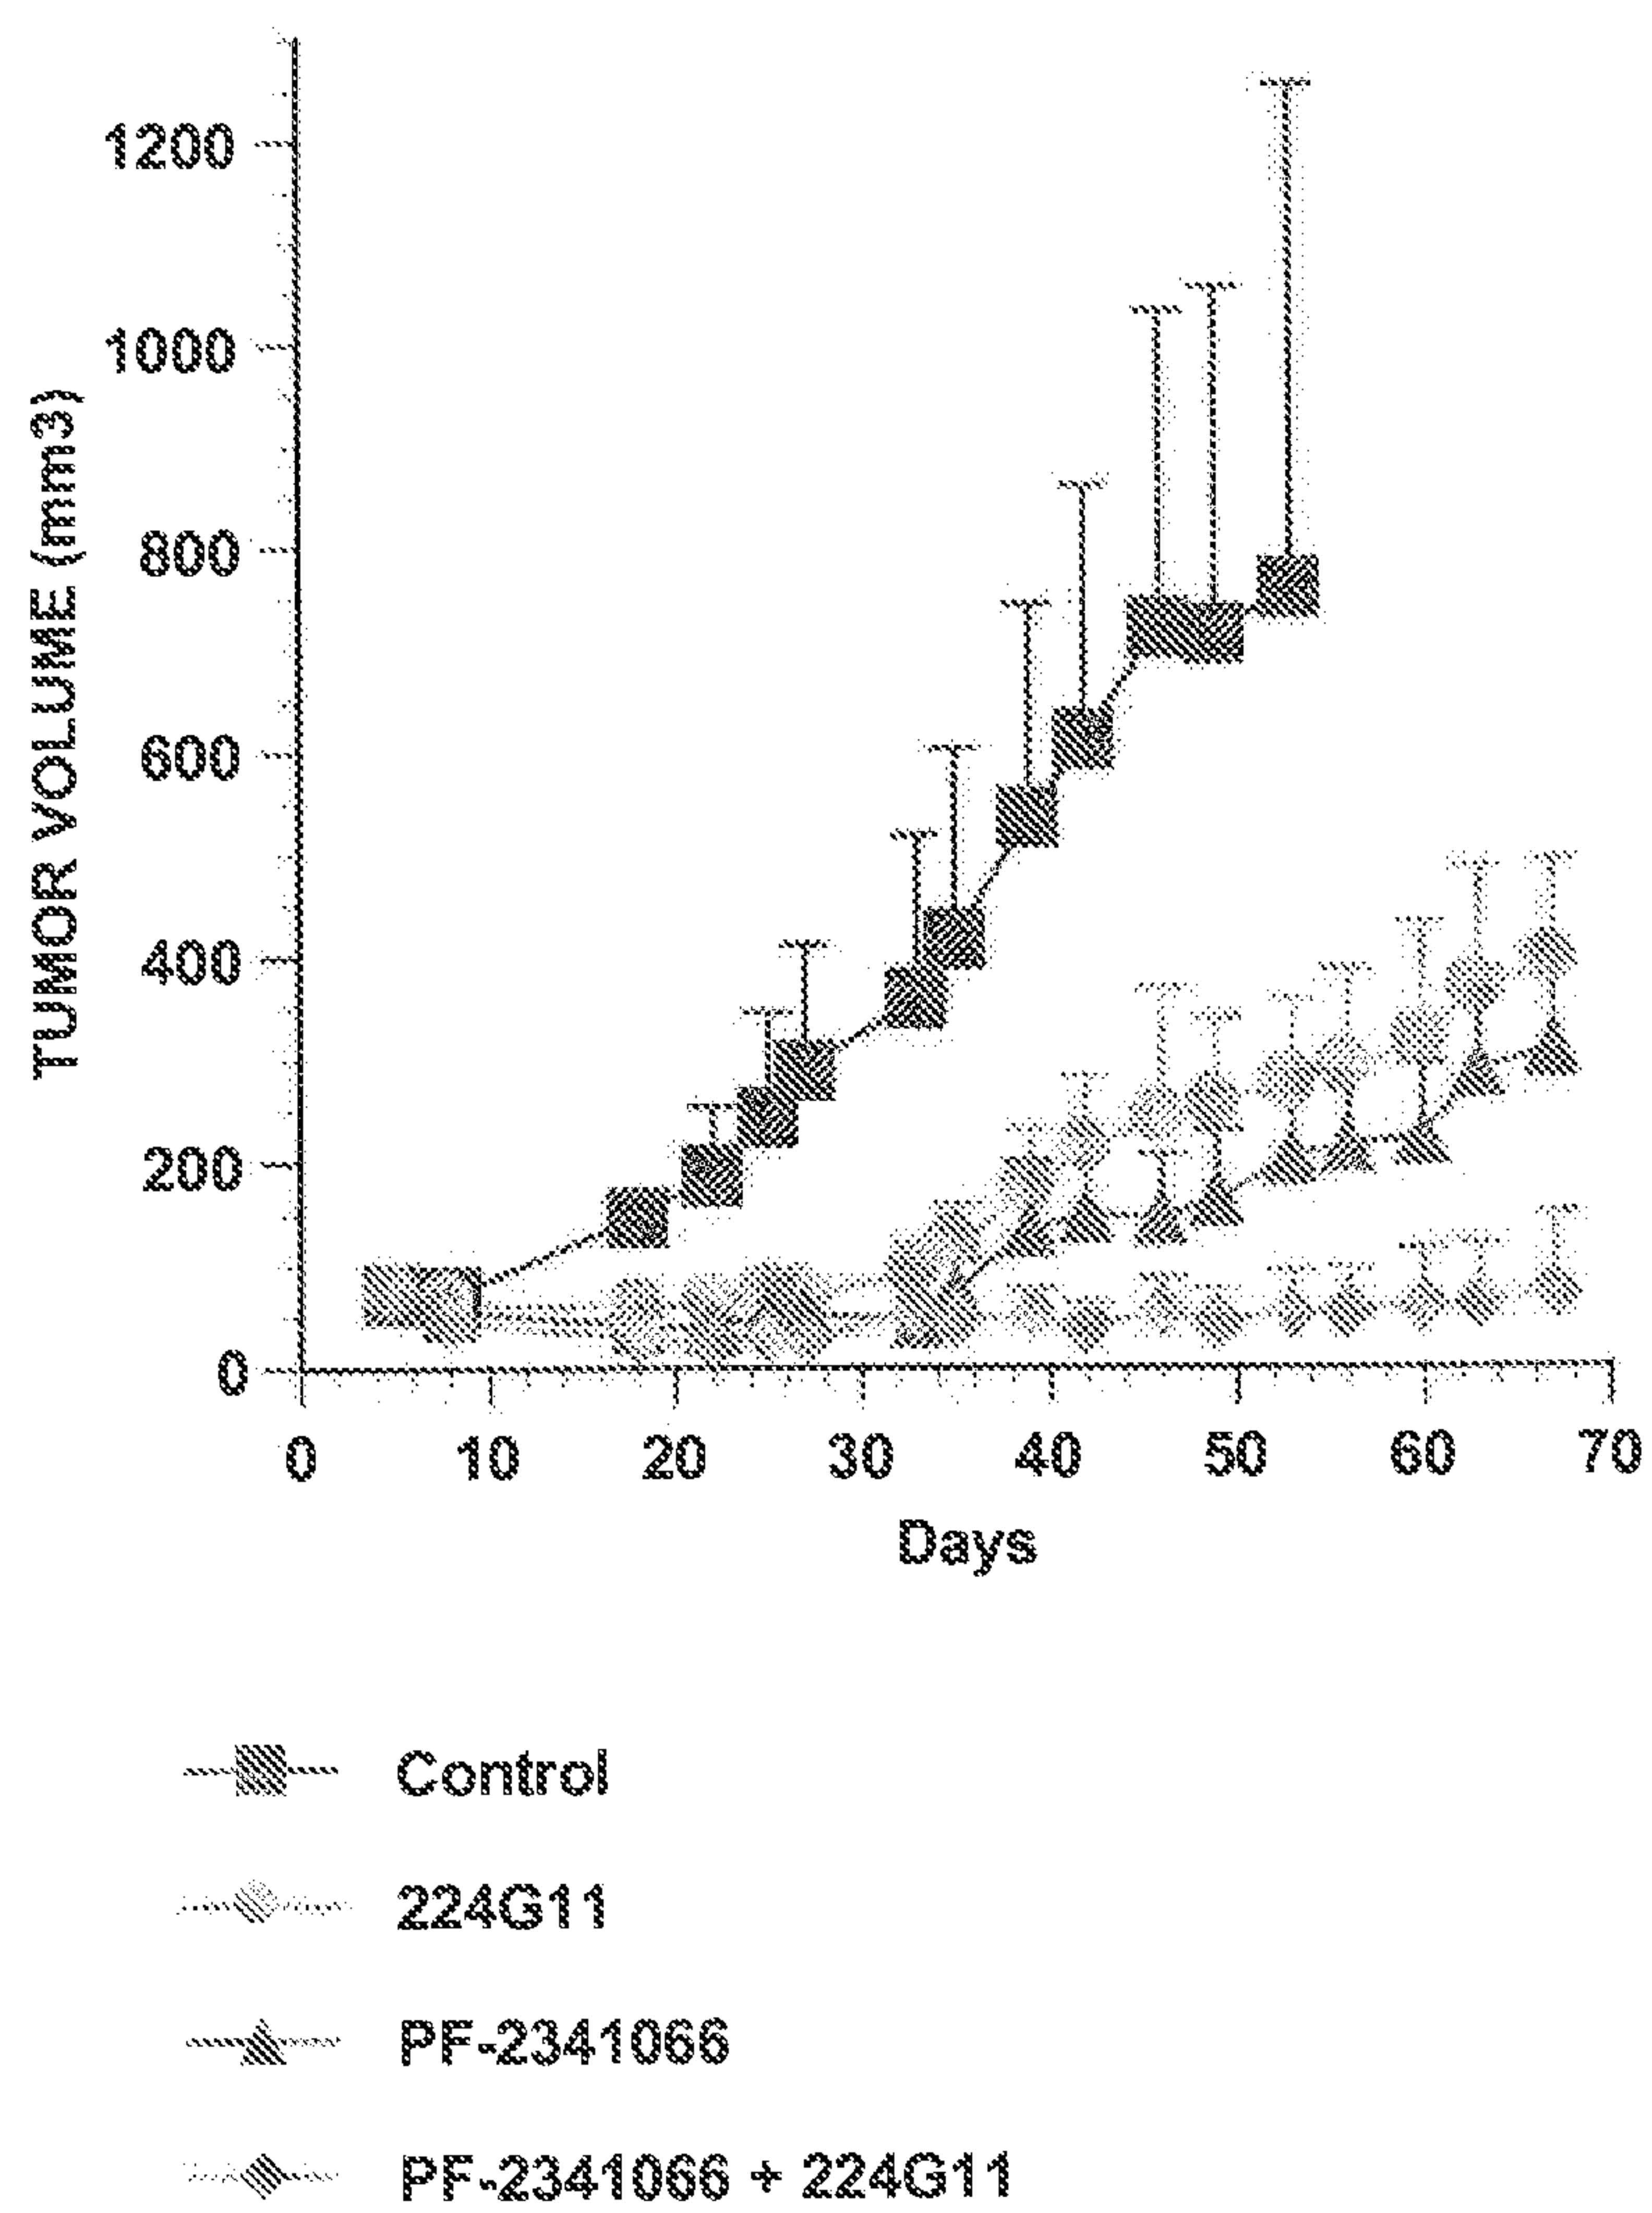 1200
1000
800
600
400
200
0
TUMOR VOLUME (mm3)
0 10 20 30 40 50 60 70
Days
Control
224G11
PF-2341066
PF-2341066 + 224G11